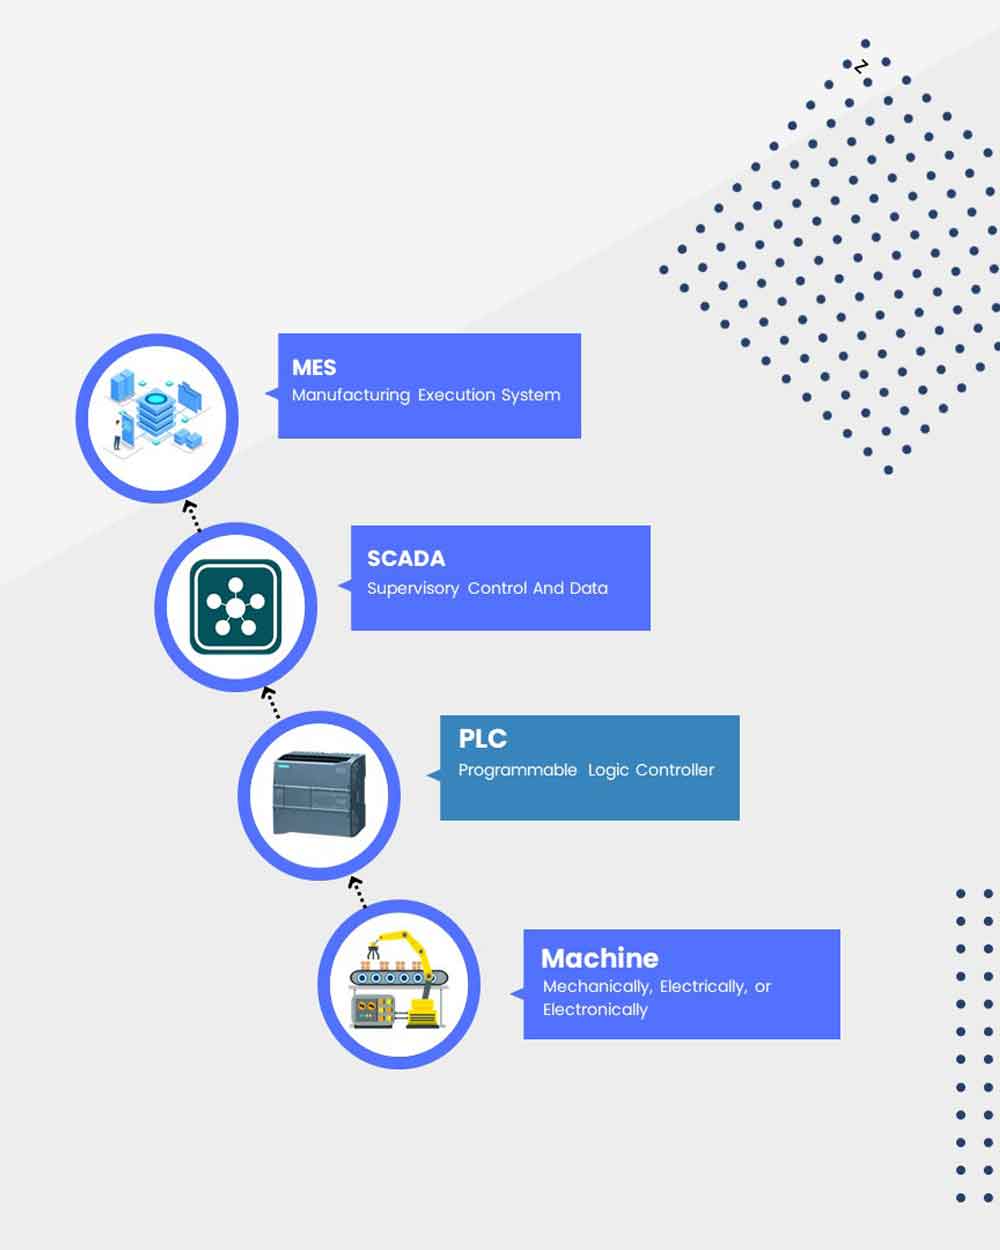 Z
MES
Manufacturing Execution System
SCADA
Supervisory Control And Data
PLC
Programmable Logic Controller
Machine
Mechanically, Electrically, or
Electronically